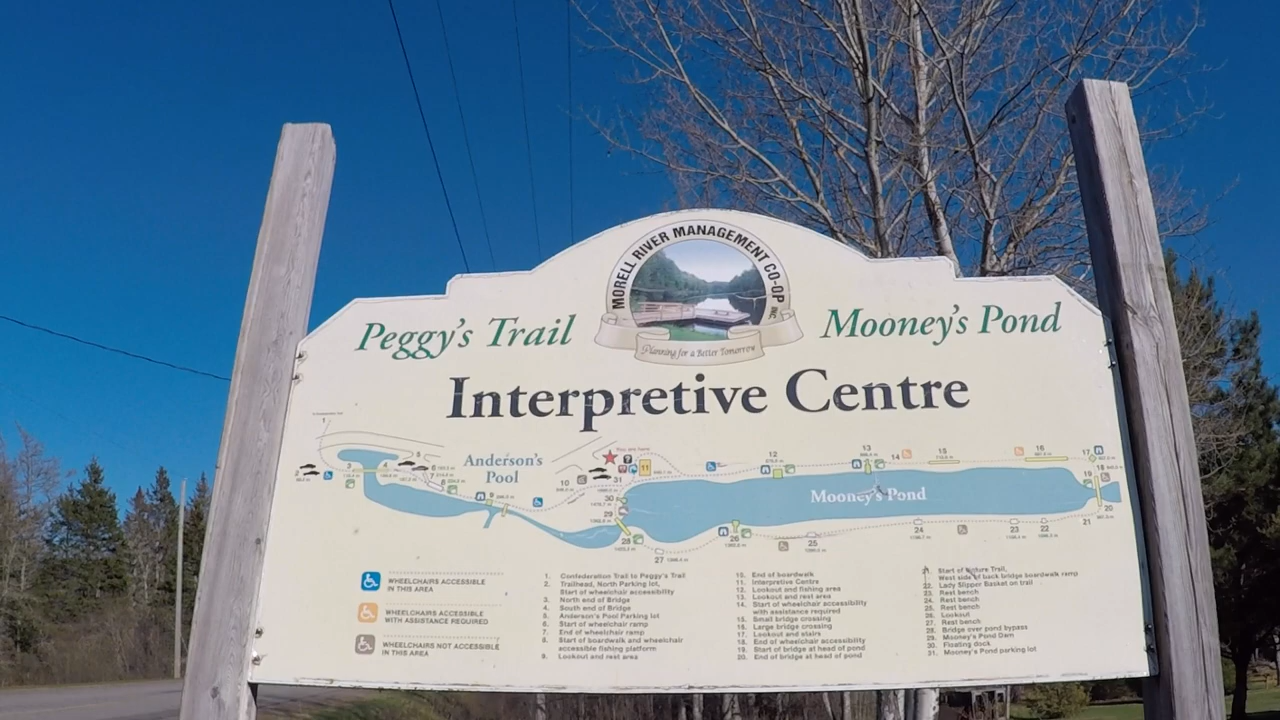 MORELL RIVER MANAGEMENT CO-OP INC
Planning for a Better Tomorrow
Peggy's Trail
Mooney's Pond
Interpretive Centre
Anderson's
Pool
You are here
Mooney's Pond
WHEELCHAIRS ACCESSIBLE
IN THIS AREA
WHEELCHAIRS ACCESSIBLE
WITH ASSISTANCE REQUIRED
WHEELCHAIRS NOT ACCESSIBLE
IN THIS AREA
1. Confederation Trail to Peggy's Trail
2. Trailhead, North Parking lot,
Start of wheelchair accessibility
3. North end of Bridge
4. South end of Bridge
5. Anderson's Pool Parking lot
6. Start of wheelchair ramp
7. End of wheelchair ramp
8. Start of boardwalk and wheelchair
accessible fishing platform
9. Lookout and rest area
10. End of boardwalk
11. Interpretive Centre
12. Lookout and fishing area
13. Lookout and rest area
14. Start of wheelchair accessibility
with assistance required
15. Small bridge crossing
16. Large bridge crossing
17. Lookout and stairs
18. End of wheelchair accessibility
19. Start of bridge at head of pond
20. End of bridge at head of pond
21. Start of Nature Trail,
West side of back bridge boardwalk ramp
22. Lady Slipper Basket on trail
23. Rest bench
24. Rest bench
25. Rest bench
26. Lookout
27. Rest bench
28. Bridge over pond bypass
29. Mooney's Pond Dam
30. Floating dock
31. Mooney's Pond parking lot